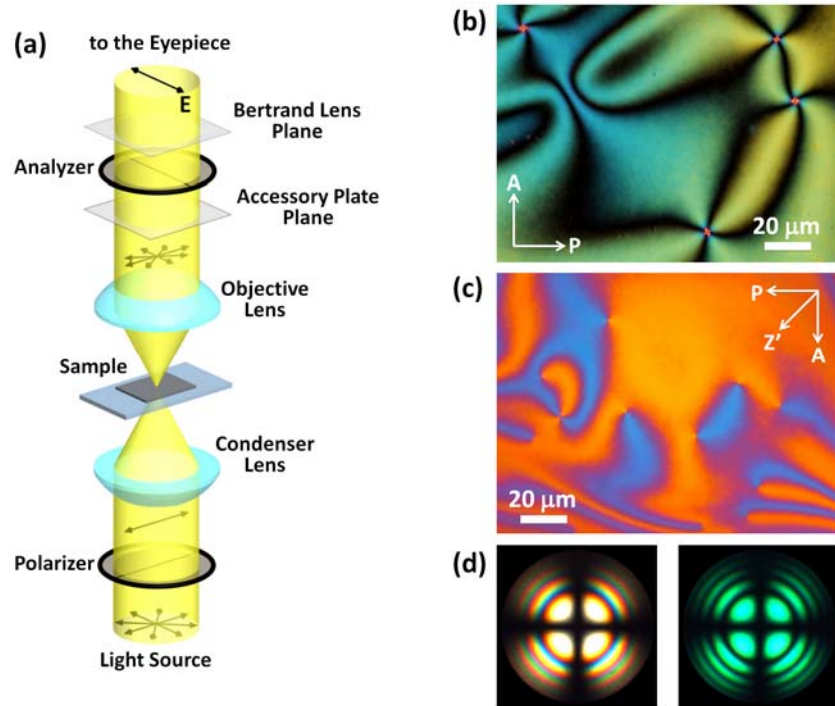 (a)
to the Eyepiece
E
Bertrand Lens
Plane
Analyzer
Accessory Plate
Plane
Objective
Lens
Sample
Condenser
Lens
Polarizer
Light Source
(b)
A
P
20 μm
(c)
P
Z'
A
20 μm
(d)